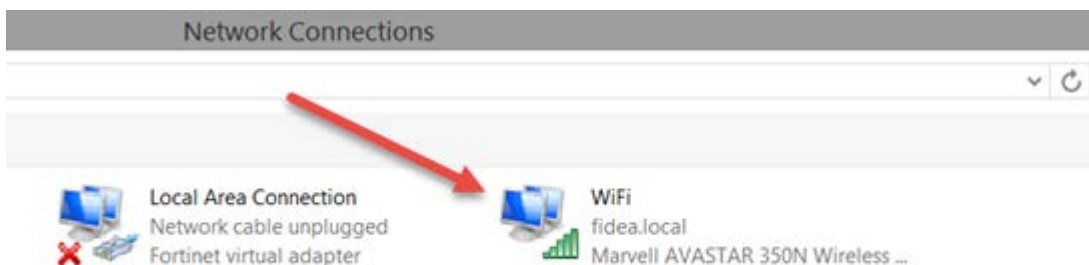 Network Connections
Local Area Connection
Network cable unplugged
Fortinet virtual adapter
WiFi
fidea.local
Marvell AVASTAR 350N Wireless ...